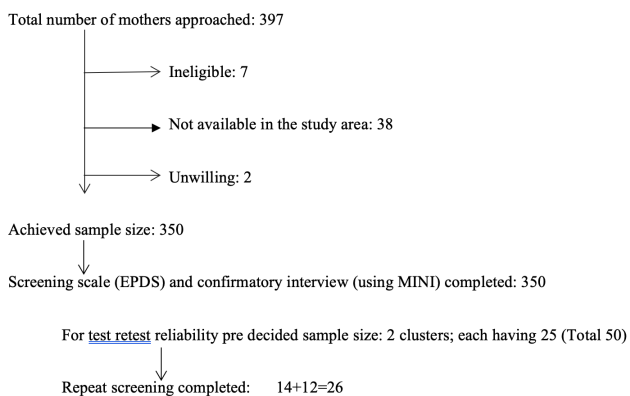 Total number of mothers approached: 397
Ineligible: 7
Not available in the study area: 38
Unwilling: 2
Achieved sample size: 350
Screening scale (EPDS) and confirmatory interview (using MINI) completed: 350
For test retest reliability pre decided sample size: 2 clusters; each having 25 (Total 50)
Repeat screening completed: 14+12=26